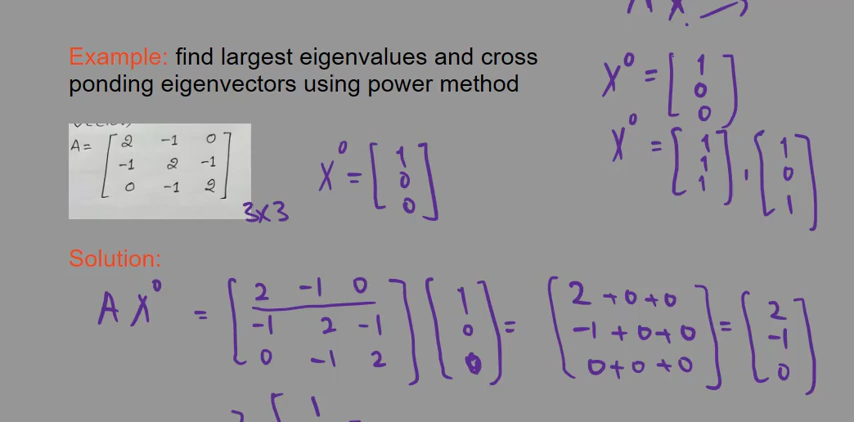 A X →
Example: find largest eigenvalues and cross
ponding eigenvectors using power method
X⁰ = [1 0 0]
X⁰ = [1 1 1], [1 0 1]
A = [2 -1 0
-1 2 -1
0 -1 2]
3x3
X⁰ = [1 0 0]
Solution:
A X⁰ = [2 -1 0
-1 2 -1
0 -1 2] [1 0 0] = [2+0+0
-1+0+0
0+0+0] = [2 -1 0]
2 [1